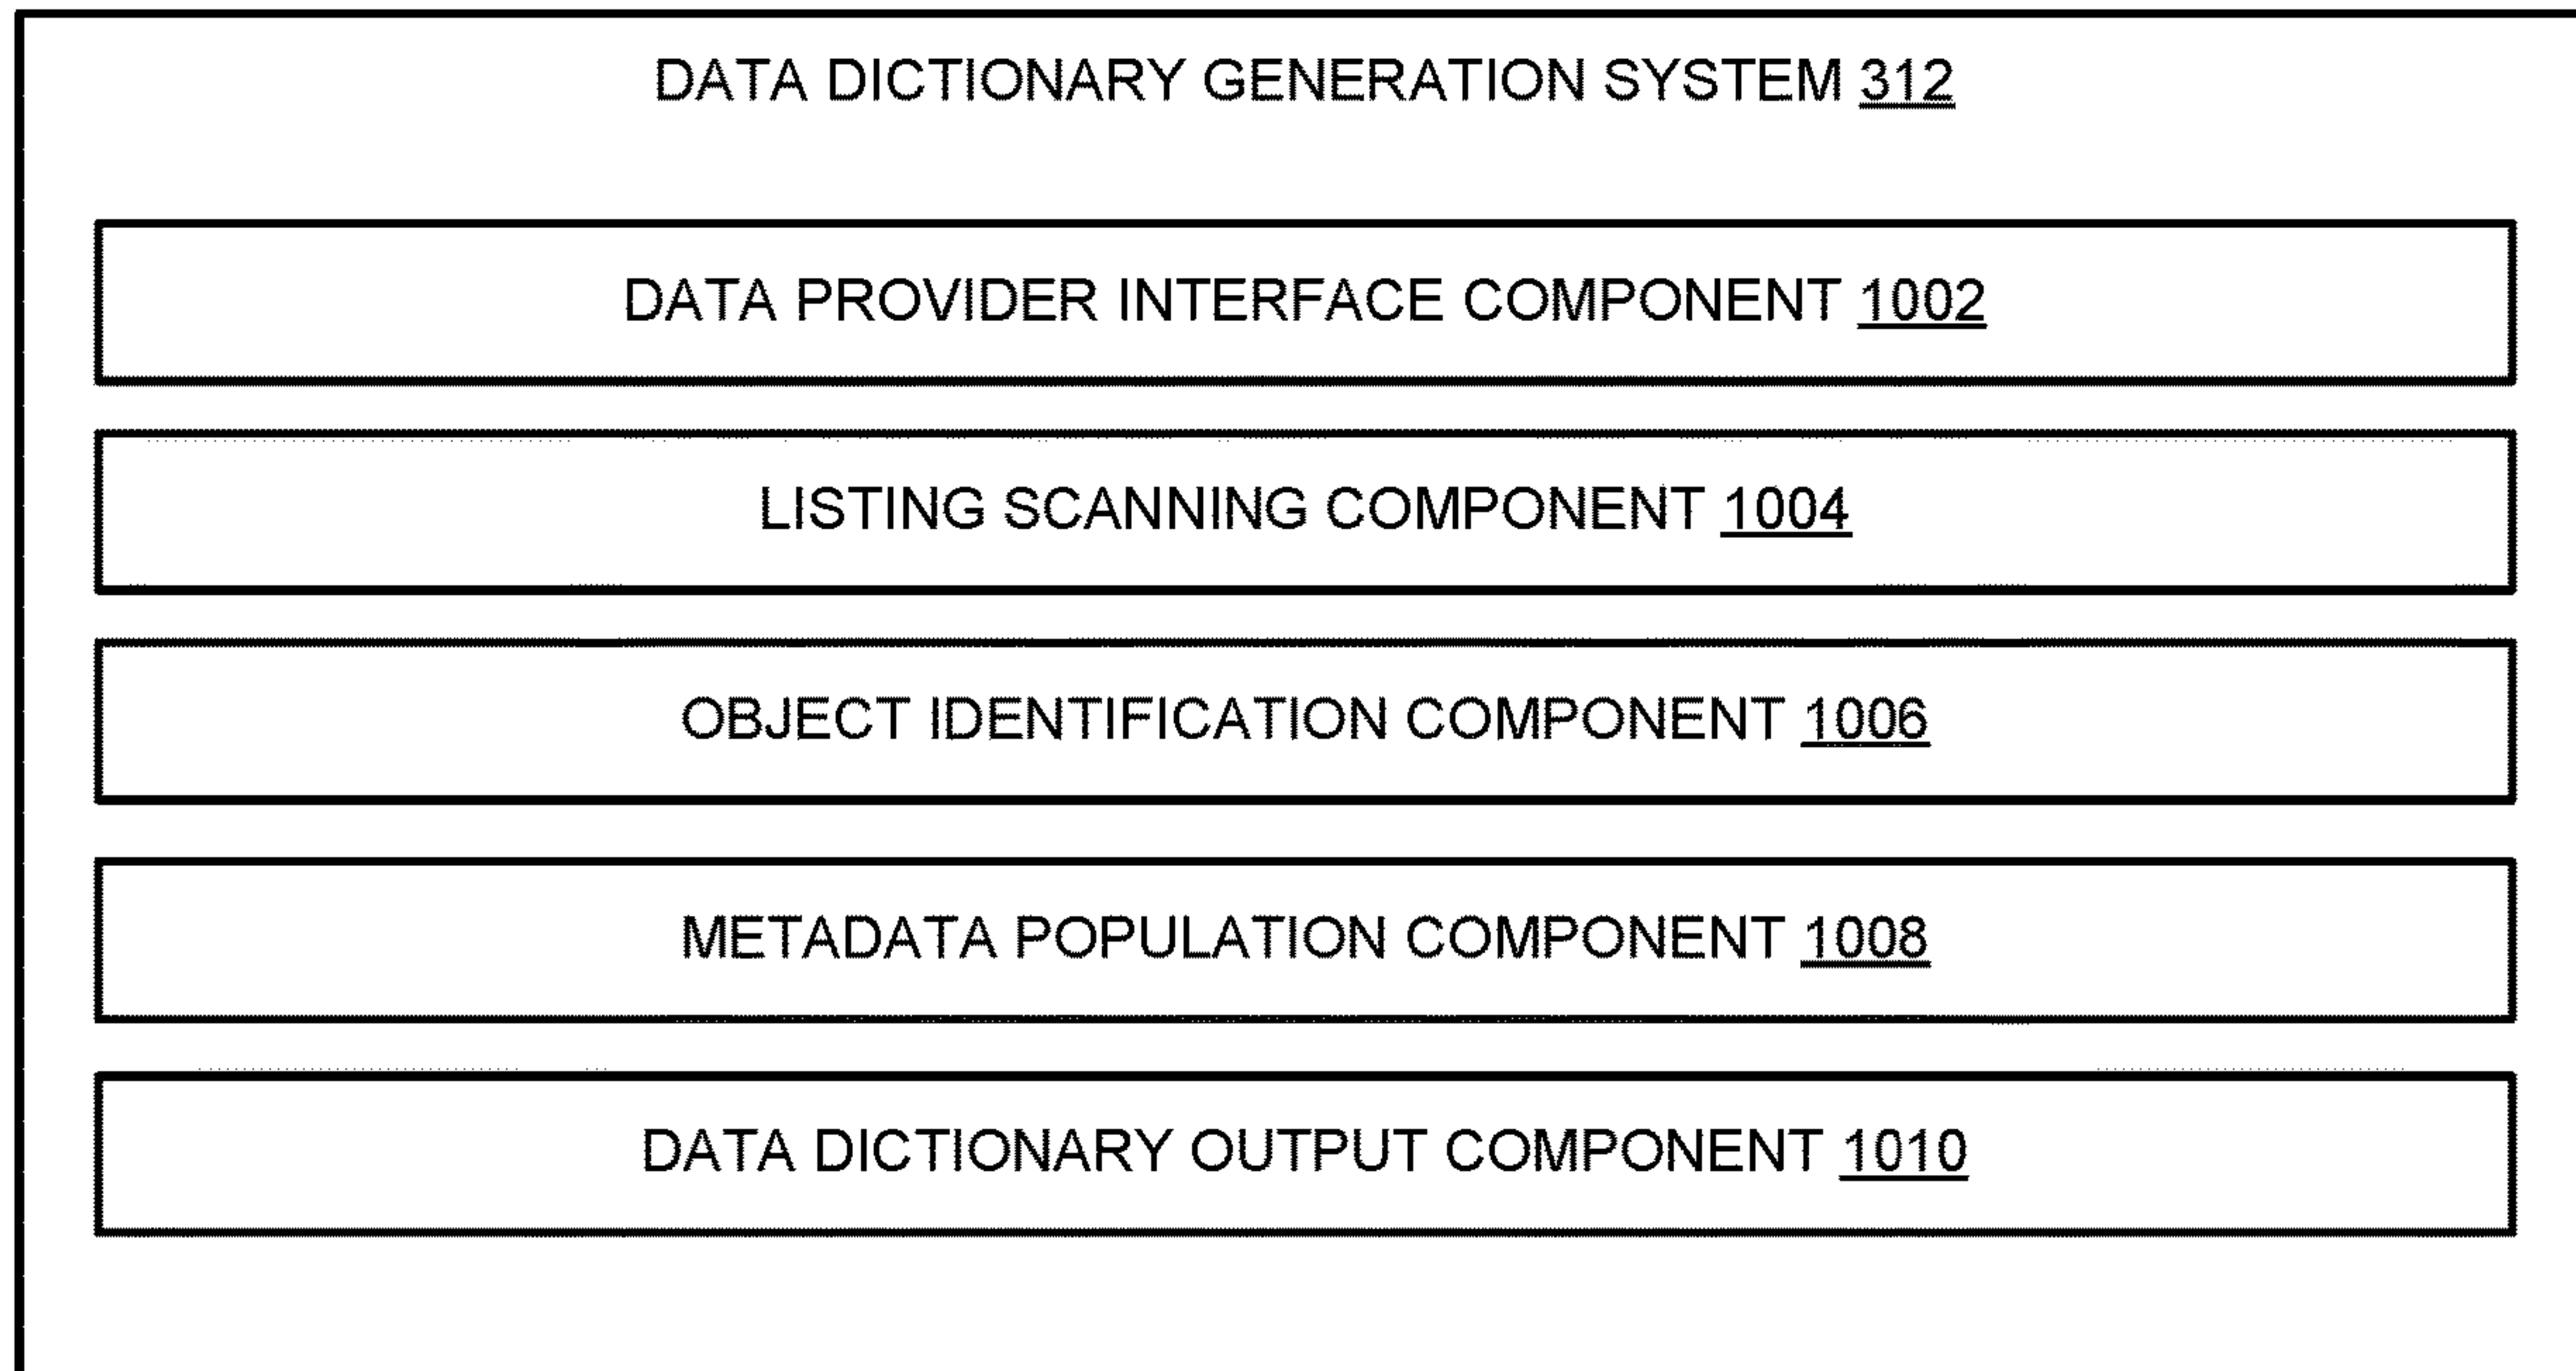 DATA DICTIONARY GENERATION SYSTEM 312
DATA PROVIDER INTERFACE COMPONENT 1002
LISTING SCANNING COMPONENT 1004
OBJECT IDENTIFICATION COMPONENT 1006
METADATA POPULATION COMPONENT 1008
DATA DICTIONARY OUTPUT COMPONENT 1010